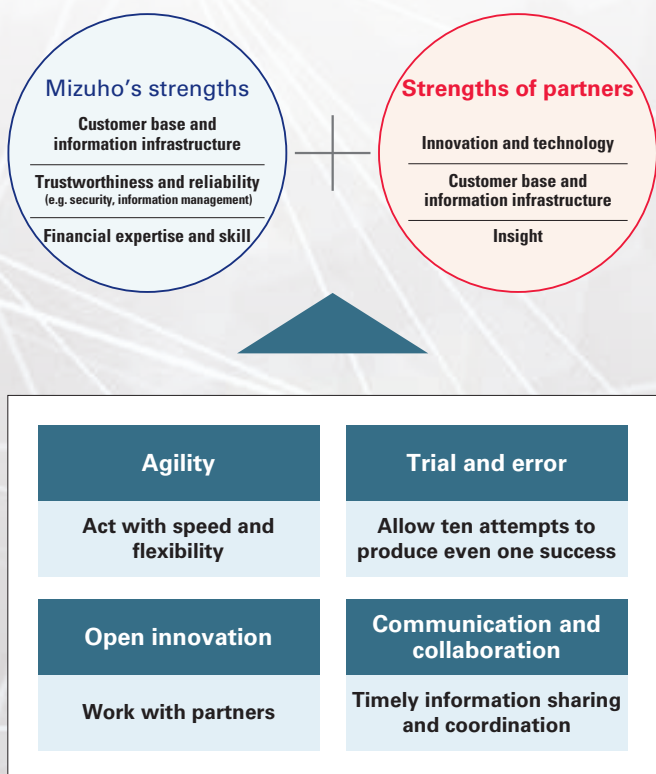 Mizuho’s strengths
Customer base and
information infrastructure
Trustworthiness and reliability
(e.g. security, information management)
Financial expertise and skill
Strengths of partners
Innovation and technology
Customer base and
information infrastructure
Insight
Agility
Act with speed and
flexibility
Trial and error
Allow ten attempts to
produce even one success
Open innovation
Work with partners
Communication and
collaboration
Timely information sharing
and coordination